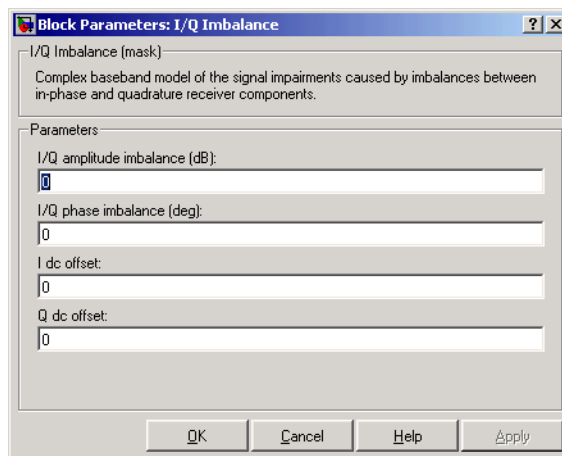 Block Parameters: I/Q Imbalance
I/Q Imbalance (mask)
Complex baseband model of the signal impairments caused by imbalances between
in-phase and quadrature receiver components.
Parameters
I/Q amplitude imbalance (dB):
0
I/Q phase imbalance (deg):
0
I dc offset:
0
Q dc offset:
0
OK Cancel Help Apply